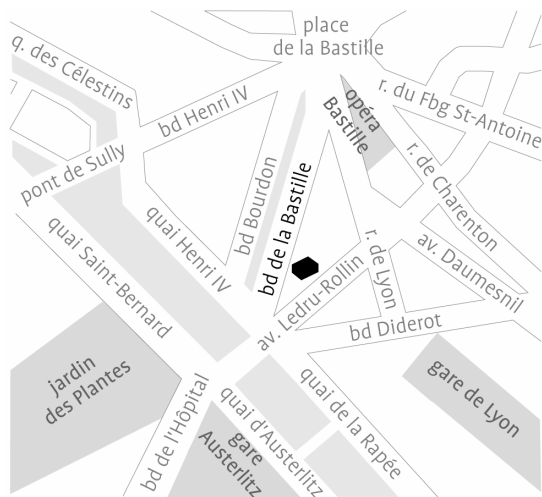 place
de la Bastille
q. des Célestins
bd Henri IV
opéra
Bastille
r. du Fbg St-Antoine
pont de Sully
bd Bourdon
bd de la Bastille
r. de Charenton
quai Henri IV
quai Saint-Bernard
r. de Lyon
av. Daumesnil
av. Ledru-Rollin
bd Diderot
jardin
des Plantes
gare de Lyon
bd de l'Hôpital
quai d'Austerlitz
quai de la Rapée
gare
Austerlitz